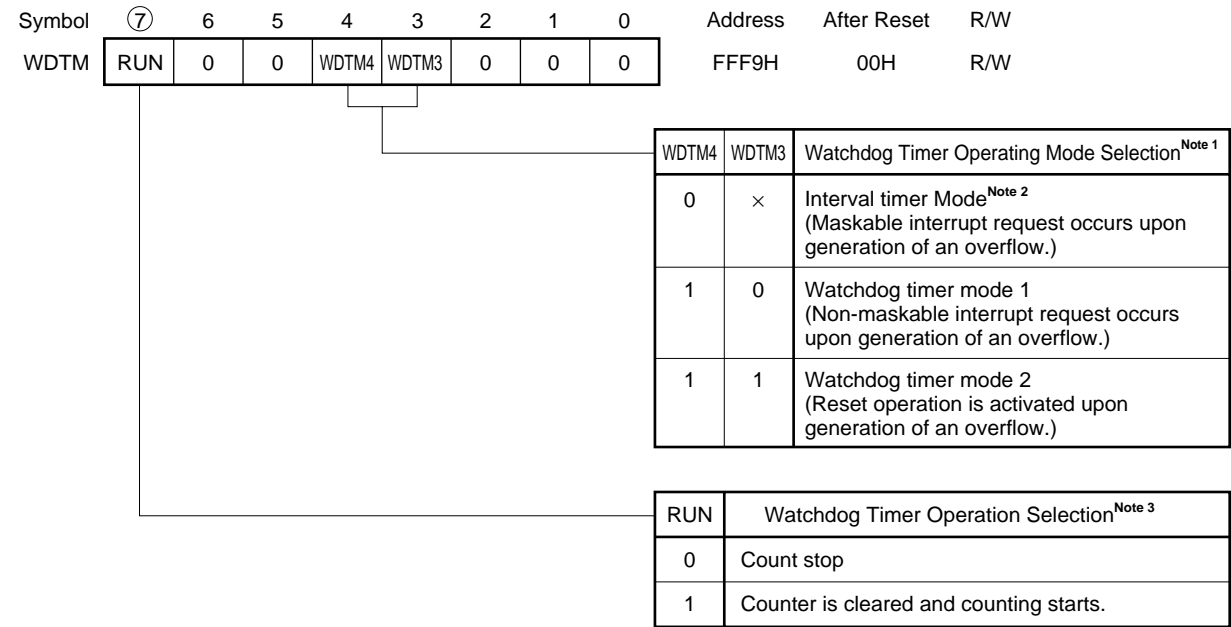 Symbol ⑦ 6 5 4 3 2 1 0 Address After Reset R/W
WDTM RUN 0 0 WDTM4 WDTM3 0 0 0 FFF9H 00H R/W
WDTM4 WDTM3 Watchdog Timer Operating Mode Selection Note 1
0 × Interval timer Mode Note 2
(Maskable interrupt request occurs upon
generation of an overflow.)
1 0 Watchdog timer mode 1
(Non-maskable interrupt request occurs
upon generation of an overflow.)
1 1 Watchdog timer mode 2
(Reset operation is activated upon
generation of an overflow.)
RUN Watchdog Timer Operation Selection Note 3
0 Count stop
1 Counter is cleared and counting starts.